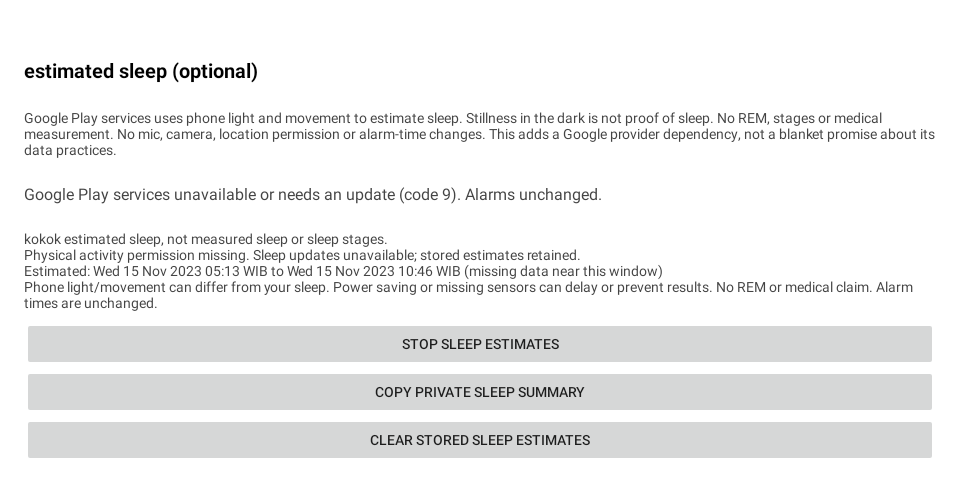 estimated sleep (optional)
Google Play services uses phone light and movement to estimate sleep. Stillness in the dark is not proof of sleep. No REM, stages or medical
measurement. No mic, camera, location permission or alarm-time changes. This adds a Google provider dependency, not a blanket promise about its
data practices.
Google Play services unavailable or needs an update (code 9). Alarms unchanged.
kokok estimated sleep, not measured sleep or sleep stages.
Physical activity permission missing. Sleep updates unavailable; stored estimates retained.
Estimated: Wed 15 Nov 2023 05:13 WIB to Wed 15 Nov 2023 10:46 WIB (missing data near this window)
Phone light/movement can differ from your sleep. Power saving or missing sensors can delay or prevent results. No REM or medical claim. Alarm
times are unchanged.
STOP SLEEP ESTIMATES
COPY PRIVATE SLEEP SUMMARY
CLEAR STORED SLEEP ESTIMATES